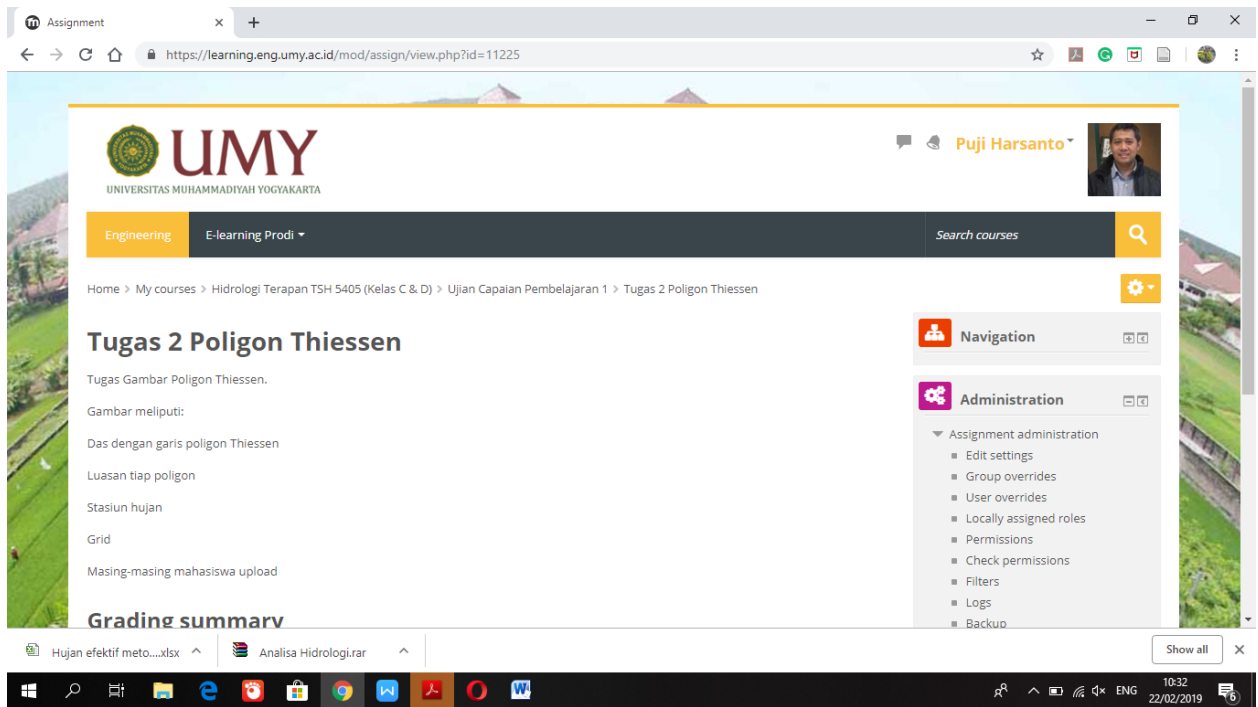 Assignment
https://learning.eng.umy.ac.id/mod/assign/view.php?id=11225
UMY
UNIVERSITAS MUHAMMADIYAH YOGYAKARTA
Puji Harsanto
Engineering
E-learning Prodi
Search courses
Home > My courses > Hidrologi Terapan TSH 5405 (Kelas C & D) > Ujian Capaian Pembelajaran 1 > Tugas 2 Poligon Thiessen
Tugas 2 Poligon Thiessen
Tugas Gambar Poligon Thiessen.
Gambar meliputi:
Das dengan garis poligon Thiessen
Luasan tiap poligon
Stasiun hujan
Grid
Masing-masing mahasiswa upload
Grading summary
Navigation
Administration
Assignment administration
Edit settings
Group overrides
User overrides
Locally assigned roles
Permissions
Check permissions
Filters
Logs
Backup
Hujan efektif meto....xlsx
Analisa Hidrologi.rar
Show all
ENG
10:32
22/02/2019
6